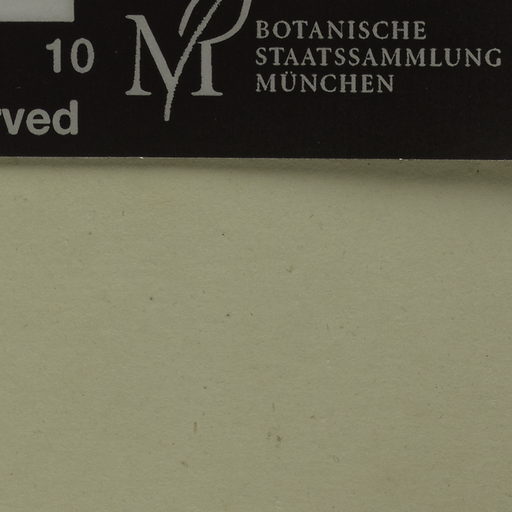 10
BOTANISCHE
STAATSSAMMLUNG
MÜNCHEN
M
rved